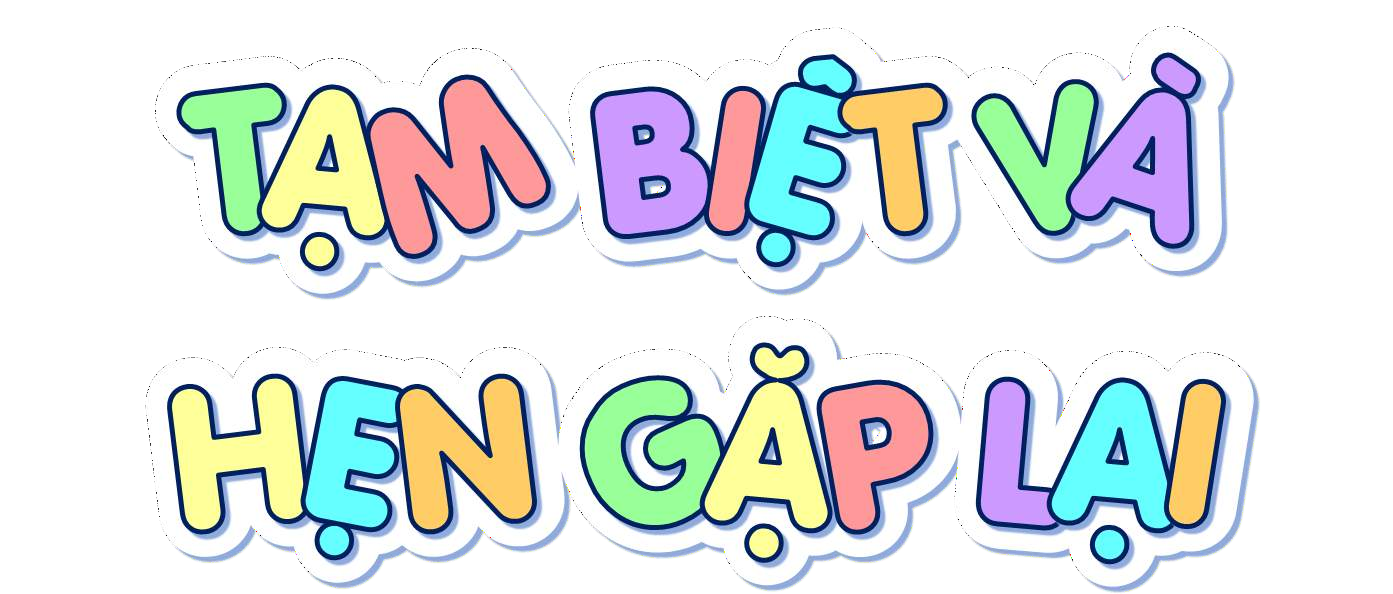 TẠM BIỆT VÀ
HẸN GẶP LẠI